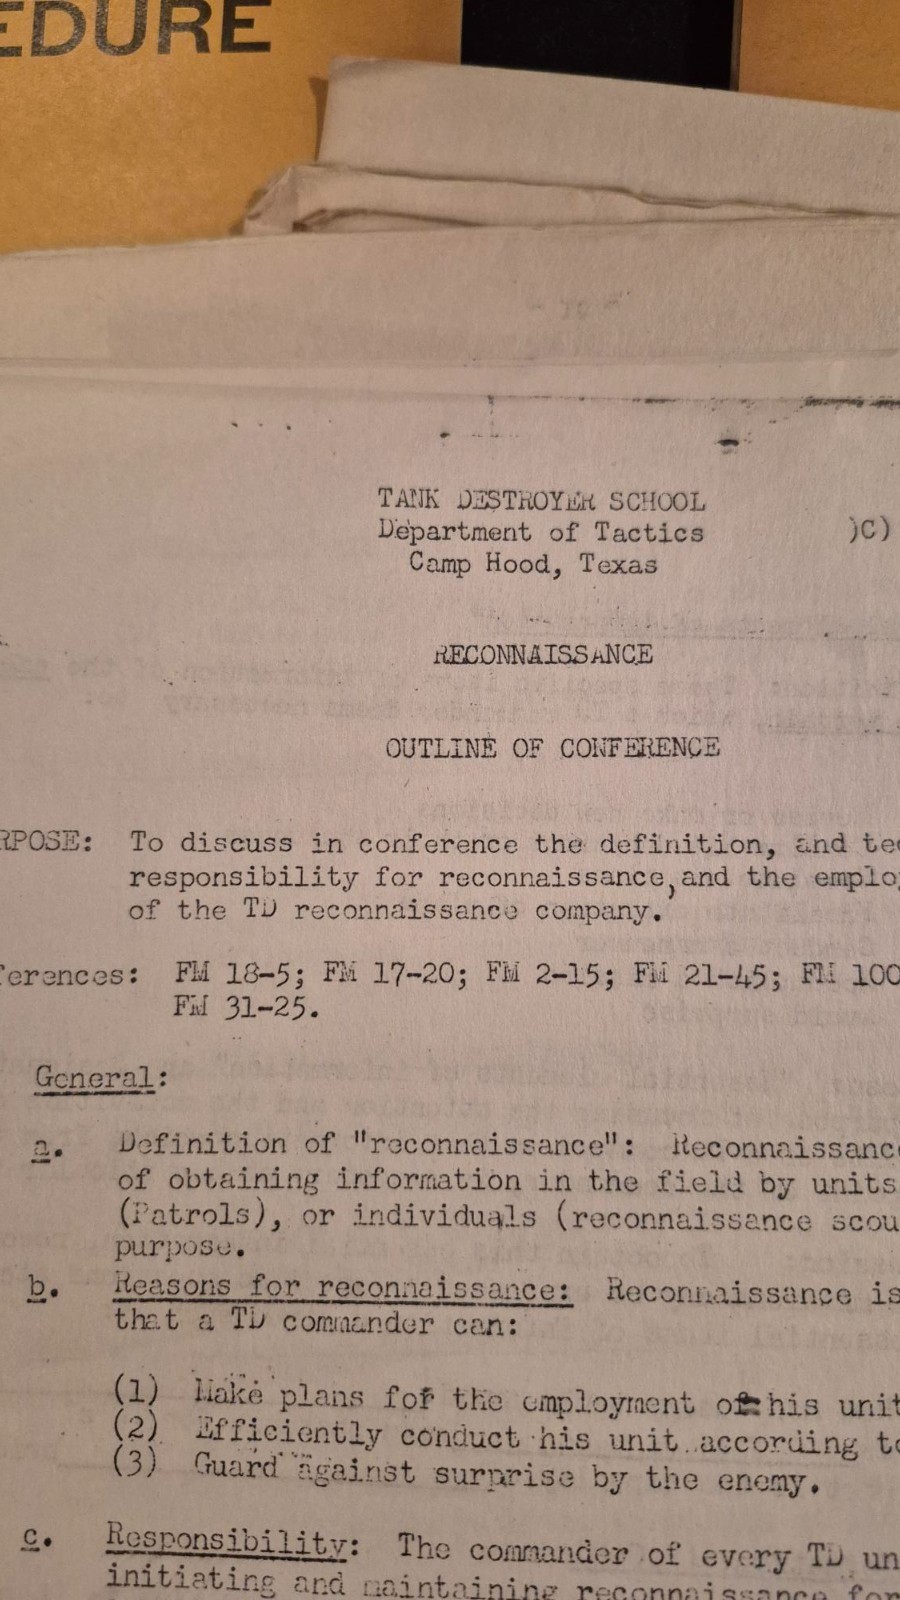 EDURE
TANK DESTROYER SCHOOL
Department of Tactics )C)
Camp Hood, Texas
RECONNAISSANCE
OUTLINE OF CONFERENCE
RPOSE: To discuss in conference the definition, and tec
responsibility for reconnaissance, and the emplo
of the TD reconnaissance company.
ferences: FM 18-5; FM 17-20; FM 2-15; FM 21-45; FM 100
FM 31-25.
General:
a. Definition of "reconnaissance": Reconnaissance
of obtaining information in the field by units
(Patrols), or individuals (reconnaissance scou
purpose.
b. Reasons for reconnaissance: Reconnaissance is
that a TD commander can:
(1) Make plans for the employment of his unit
(2) Efficiently conduct his unit according to
(3) Guard against surprise by the enemy.
c. Responsibility: The commander of every TD un
initiating and maintaining reconnaissance for